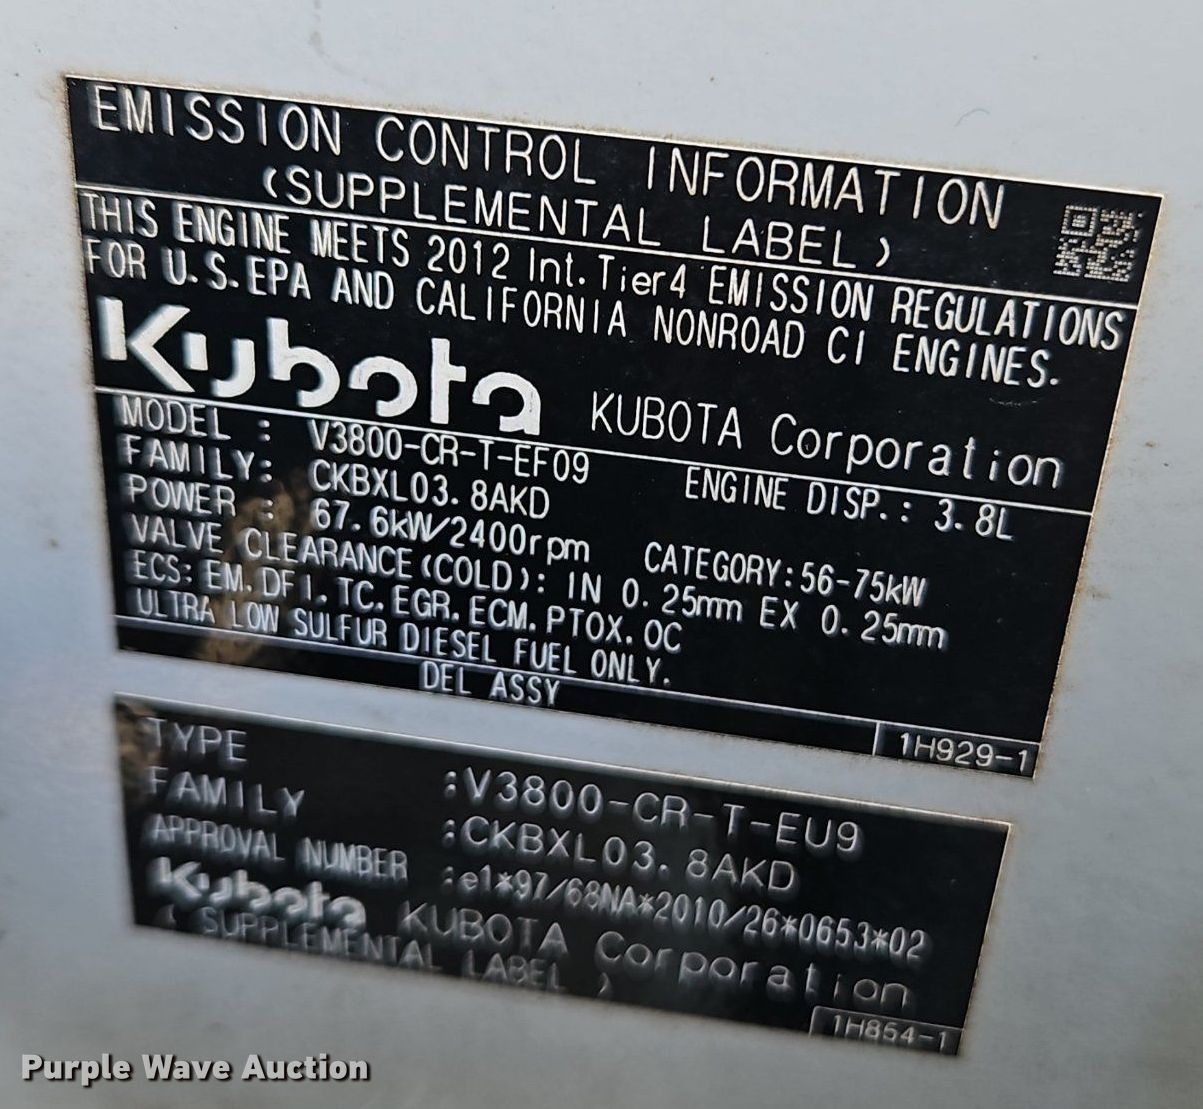 EMISSION CONTROL INFORMATION
(SUPPLEMENTAL LABEL)
THIS ENGINE MEETS 2012 Int. Tier4 EMISSION REGULATIONS
FOR U.S.EPA AND CALIFORNIA NONROAD CI ENGINES.
Kubota KUBOTA Corporation
MODEL : V3800-CR-T-EF09 ENGINE DISP.: 3.8L
FAMILY: CKBXL03.8AKD
POWER : 67.6kW/2400rpm CATEGORY:56-75kW
VALVE CLEARANCE(COLD): IN 0.25mm EX 0.25mm
ECS: EM.DFI.TC.EGR.ECM.PTOX.OC
ULTRA LOW SULFUR DIESEL FUEL ONLY.
DEL ASSY
1H929-1
TYPE :V3800-CR-T-EU9
FAMILY :CKBXL03.8AKD
APPROVAL NUMBER :e1*97/68NA*2010/26*0653*02
Kubota KUBOTA Corporation
(SUPPLEMENTAL LABEL)
1H854-1
Purple Wave Auction